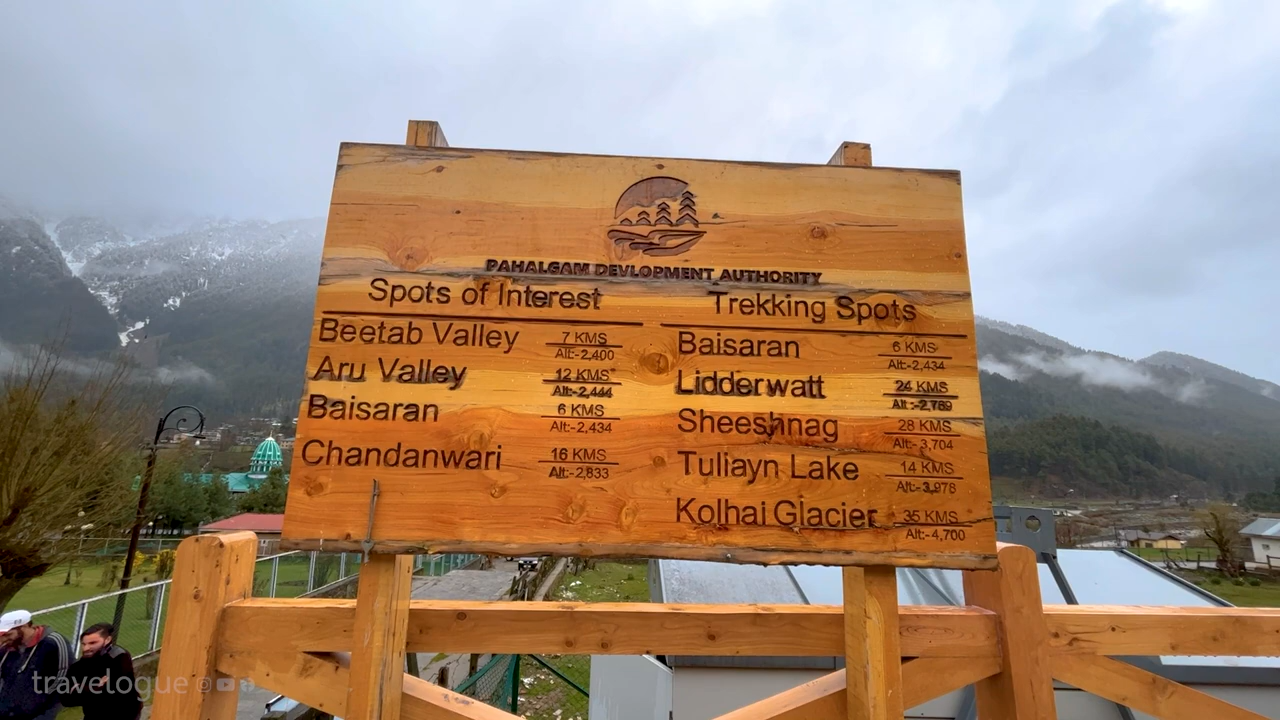 PAHALGAM DEVLOPMENT AUTHORITY
Spots of Interest
Beetab Valley 7 KMS
Alt:-2,400
Aru Valley 12 KMS
Alt:-2,444
Baisaran 6 KMS
Alt:-2,434
Chandanwari 16 KMS
Alt:-2,833
Trekking Spots
Baisaran 6 KMS
Alt:-2,434
Lidderwatt 24 KMS
Alt :-2,789
Sheeshnag 28 KMS
Alt:-3,704
Tuliayn Lake 14 KMS
Alt:-3,978
Kolhai Glacier 35 KMS
Alt:-4,700
travelogue